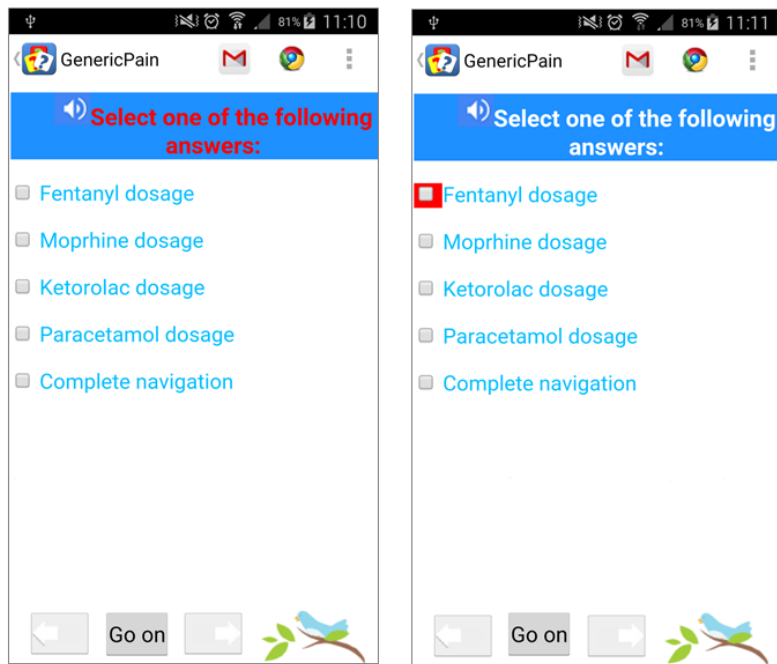 81% 11:10
GenericPain
Select one of the following
answers:
Fentanyl dosage
Moprhine dosage
Ketorolac dosage
Paracetamol dosage
Complete navigation
Go on
81% 11:11
GenericPain
Select one of the following
answers:
Fentanyl dosage
Moprhine dosage
Ketorolac dosage
Paracetamol dosage
Complete navigation
Go on